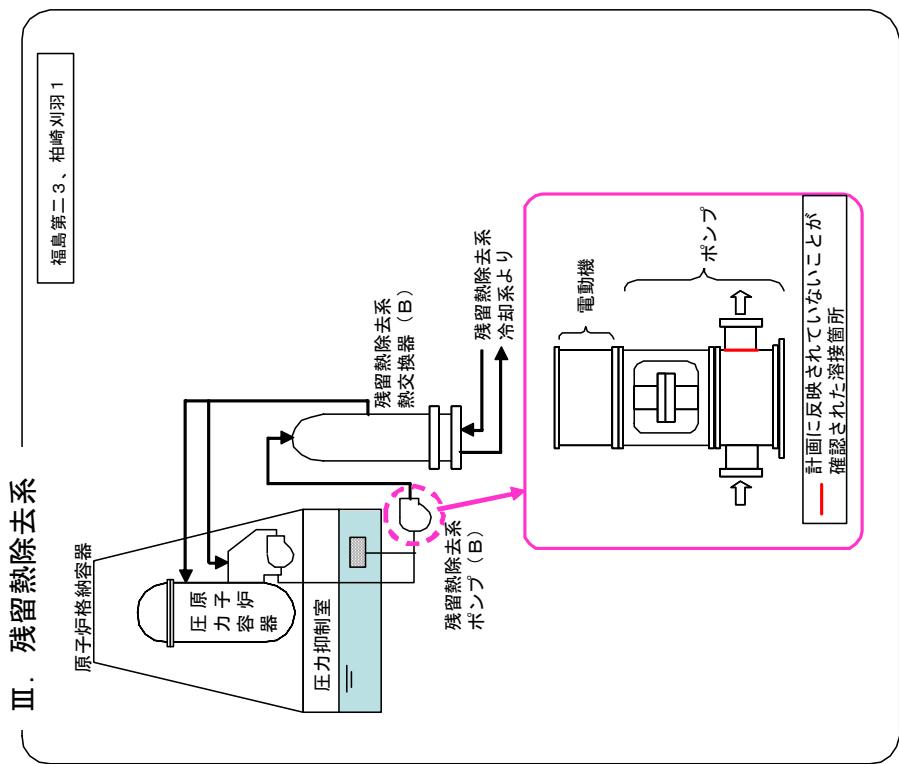 Ⅲ. 残留熱除去系
福島第二３、柏崎刈羽１
原子炉格納容器
原子炉
圧力容器
圧力抑制室
残留熱除去系
熱交換器（B）
残留熱除去系
冷却系より
残留熱除去系
ポンプ（B）
電動機
ポンプ
計画に反映されていないことが
確認された溶接箇所